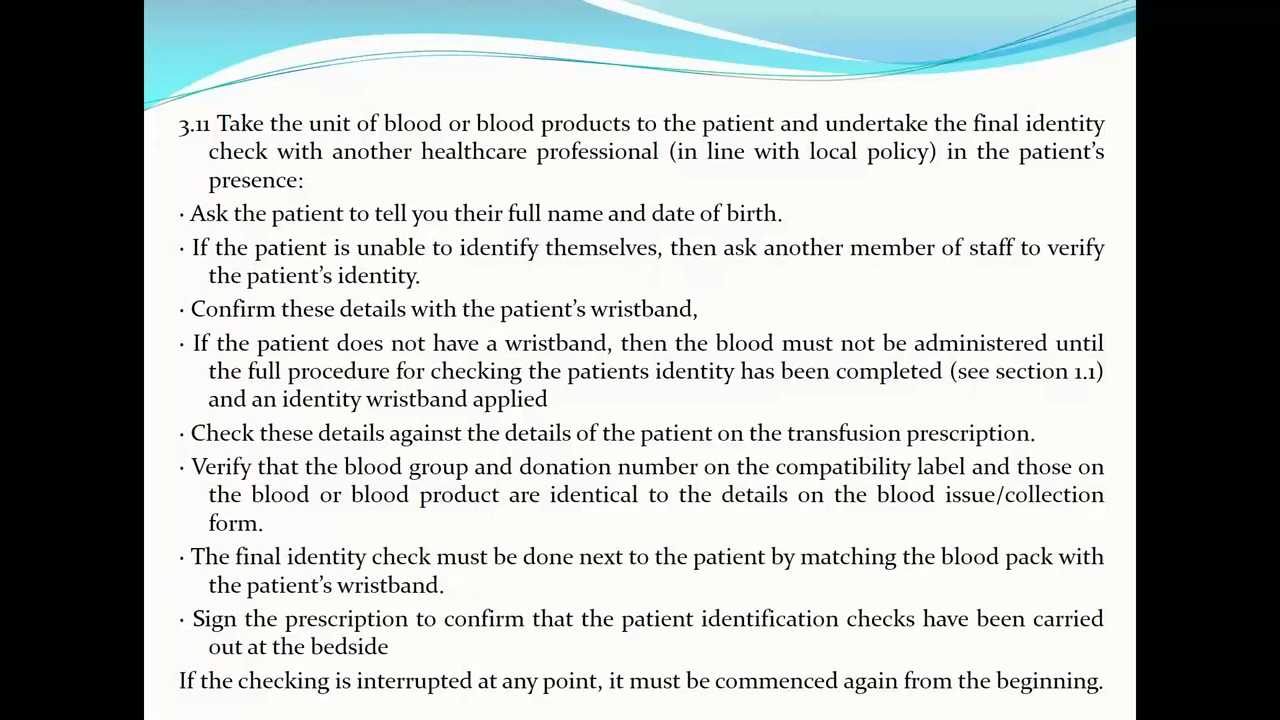 3.11 Take the unit of blood or blood products to the patient and undertake the final identity
check with another healthcare professional (in line with local policy) in the patient's
presence:
· Ask the patient to tell you their full name and date of birth.
· If the patient is unable to identify themselves, then ask another member of staff to verify
the patient's identity.
· Confirm these details with the patient's wristband,
· If the patient does not have a wristband, then the blood must not be administered until
the full procedure for checking the patients identity has been completed (see section 1.1)
and an identity wristband applied
· Check these details against the details of the patient on the transfusion prescription.
· Verify that the blood group and donation number on the compatibility label and those on
the blood or blood product are identical to the details on the blood issue/collection
form.
· The final identity check must be done next to the patient by matching the blood pack with
the patient's wristband.
· Sign the prescription to confirm that the patient identification checks have been carried
out at the bedside
If the checking is interrupted at any point, it must be commenced again from the beginning.